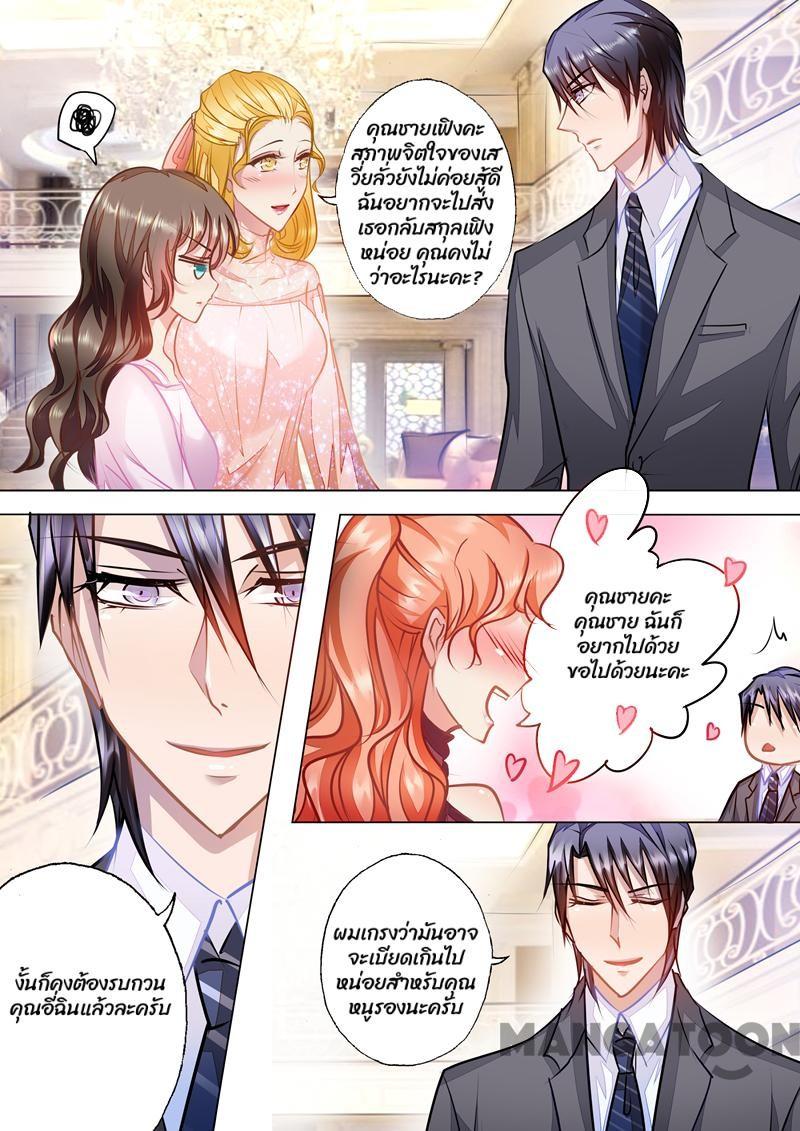 คุณชายเฟิงคะ
สภาพจิตใจของเส
วี่ยลั่วยังไม่ค่อยสู้ดี
ฉันอยากจะไปส่ง
เธอกลับสกุลเฟิง
หน่อย คุณคงไม่
ว่าอะไรนะคะ?
คุณชายคะ
คุณชาย ฉันก็
อยากไปด้วย
ขอไปด้วยนะคะ
งั้นก็คงต้องรบกวน
คุณอี่ฉินแล้วละครับ
ผมเกรงว่ามันอาจ
จะเบียดเกินไป
หน่อยสำหรับคุณ
หนูรองนะครับ
MANGATOON